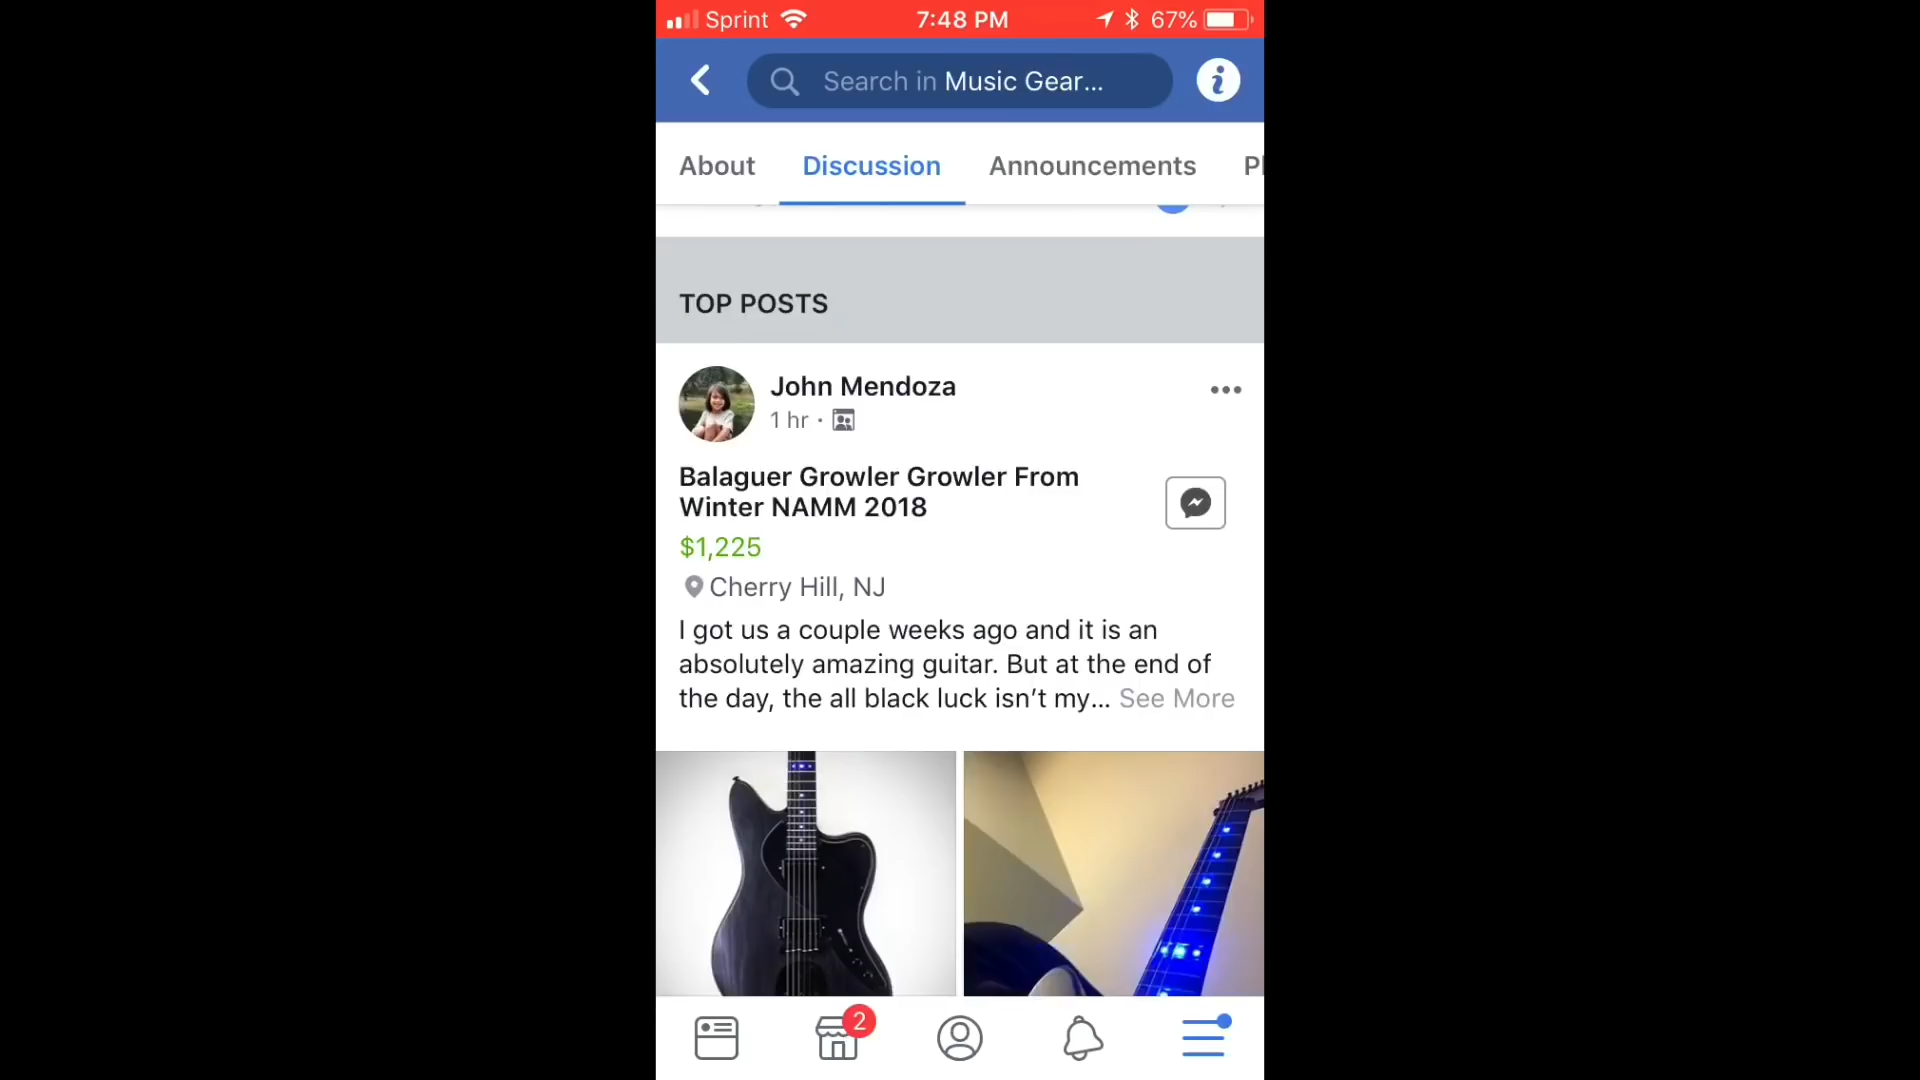 Sprint 7:48 PM 67%
Search in Music Gear...
About Discussion Announcements Pl
TOP POSTS
John Mendoza
1 hr ·
Balaguer Growler Growler From
Winter NAMM 2018
$1,225
Cherry Hill, NJ
I got us a couple weeks ago and it is an
absolutely amazing guitar. But at the end of
the day, the all black luck isn't my... See More
2